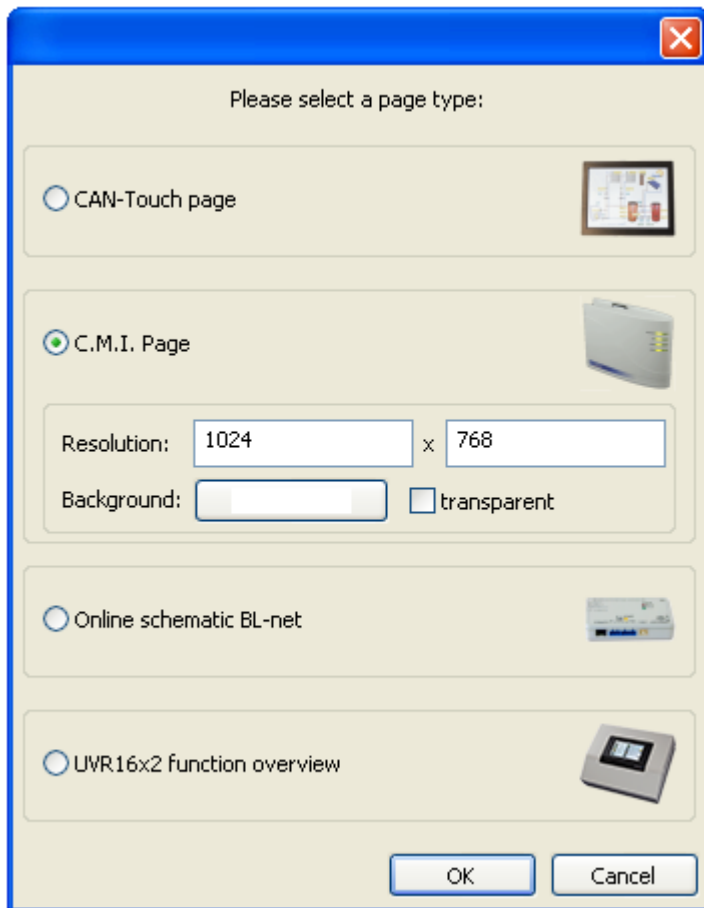 Please select a page type:
CAN-Touch page
C.M.I. Page
Resolution: 1024 x 768
Background: transparent
Online schematic BL-net
UVR16x2 function overview
OK Cancel